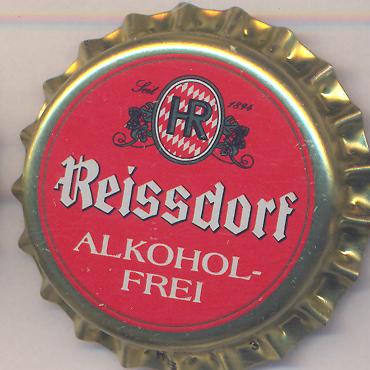 Seit 1894
HR
Reissdorf
ALKOHOL-
FREI